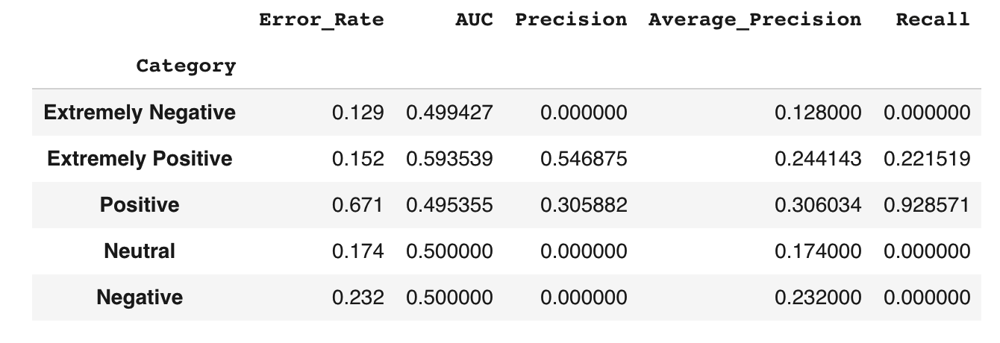 Error_Rate AUC Precision Average_Precision Recall
Category
Extremely Negative 0.129 0.499427 0.000000 0.128000 0.000000
Extremely Positive 0.152 0.593539 0.546875 0.244143 0.221519
Positive 0.671 0.495355 0.305882 0.306034 0.928571
Neutral 0.174 0.500000 0.000000 0.174000 0.000000
Negative 0.232 0.500000 0.000000 0.232000 0.000000